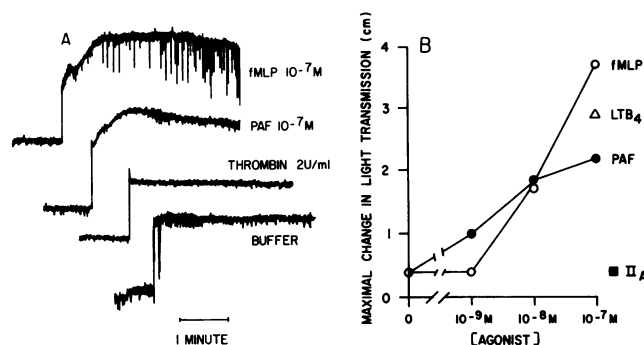 A
fMLP 10-7M
PAF 10-7M
THROMBIN 2U/ml
BUFFER
1 MINUTE
B
MAXIMAL CHANGE IN LIGHT TRANSMISSION (cm)
4
3
2
1
0
fMLP
LTB4
PAF
IIA
0
10-9M
10-8M
10-7M
[AGONIST]